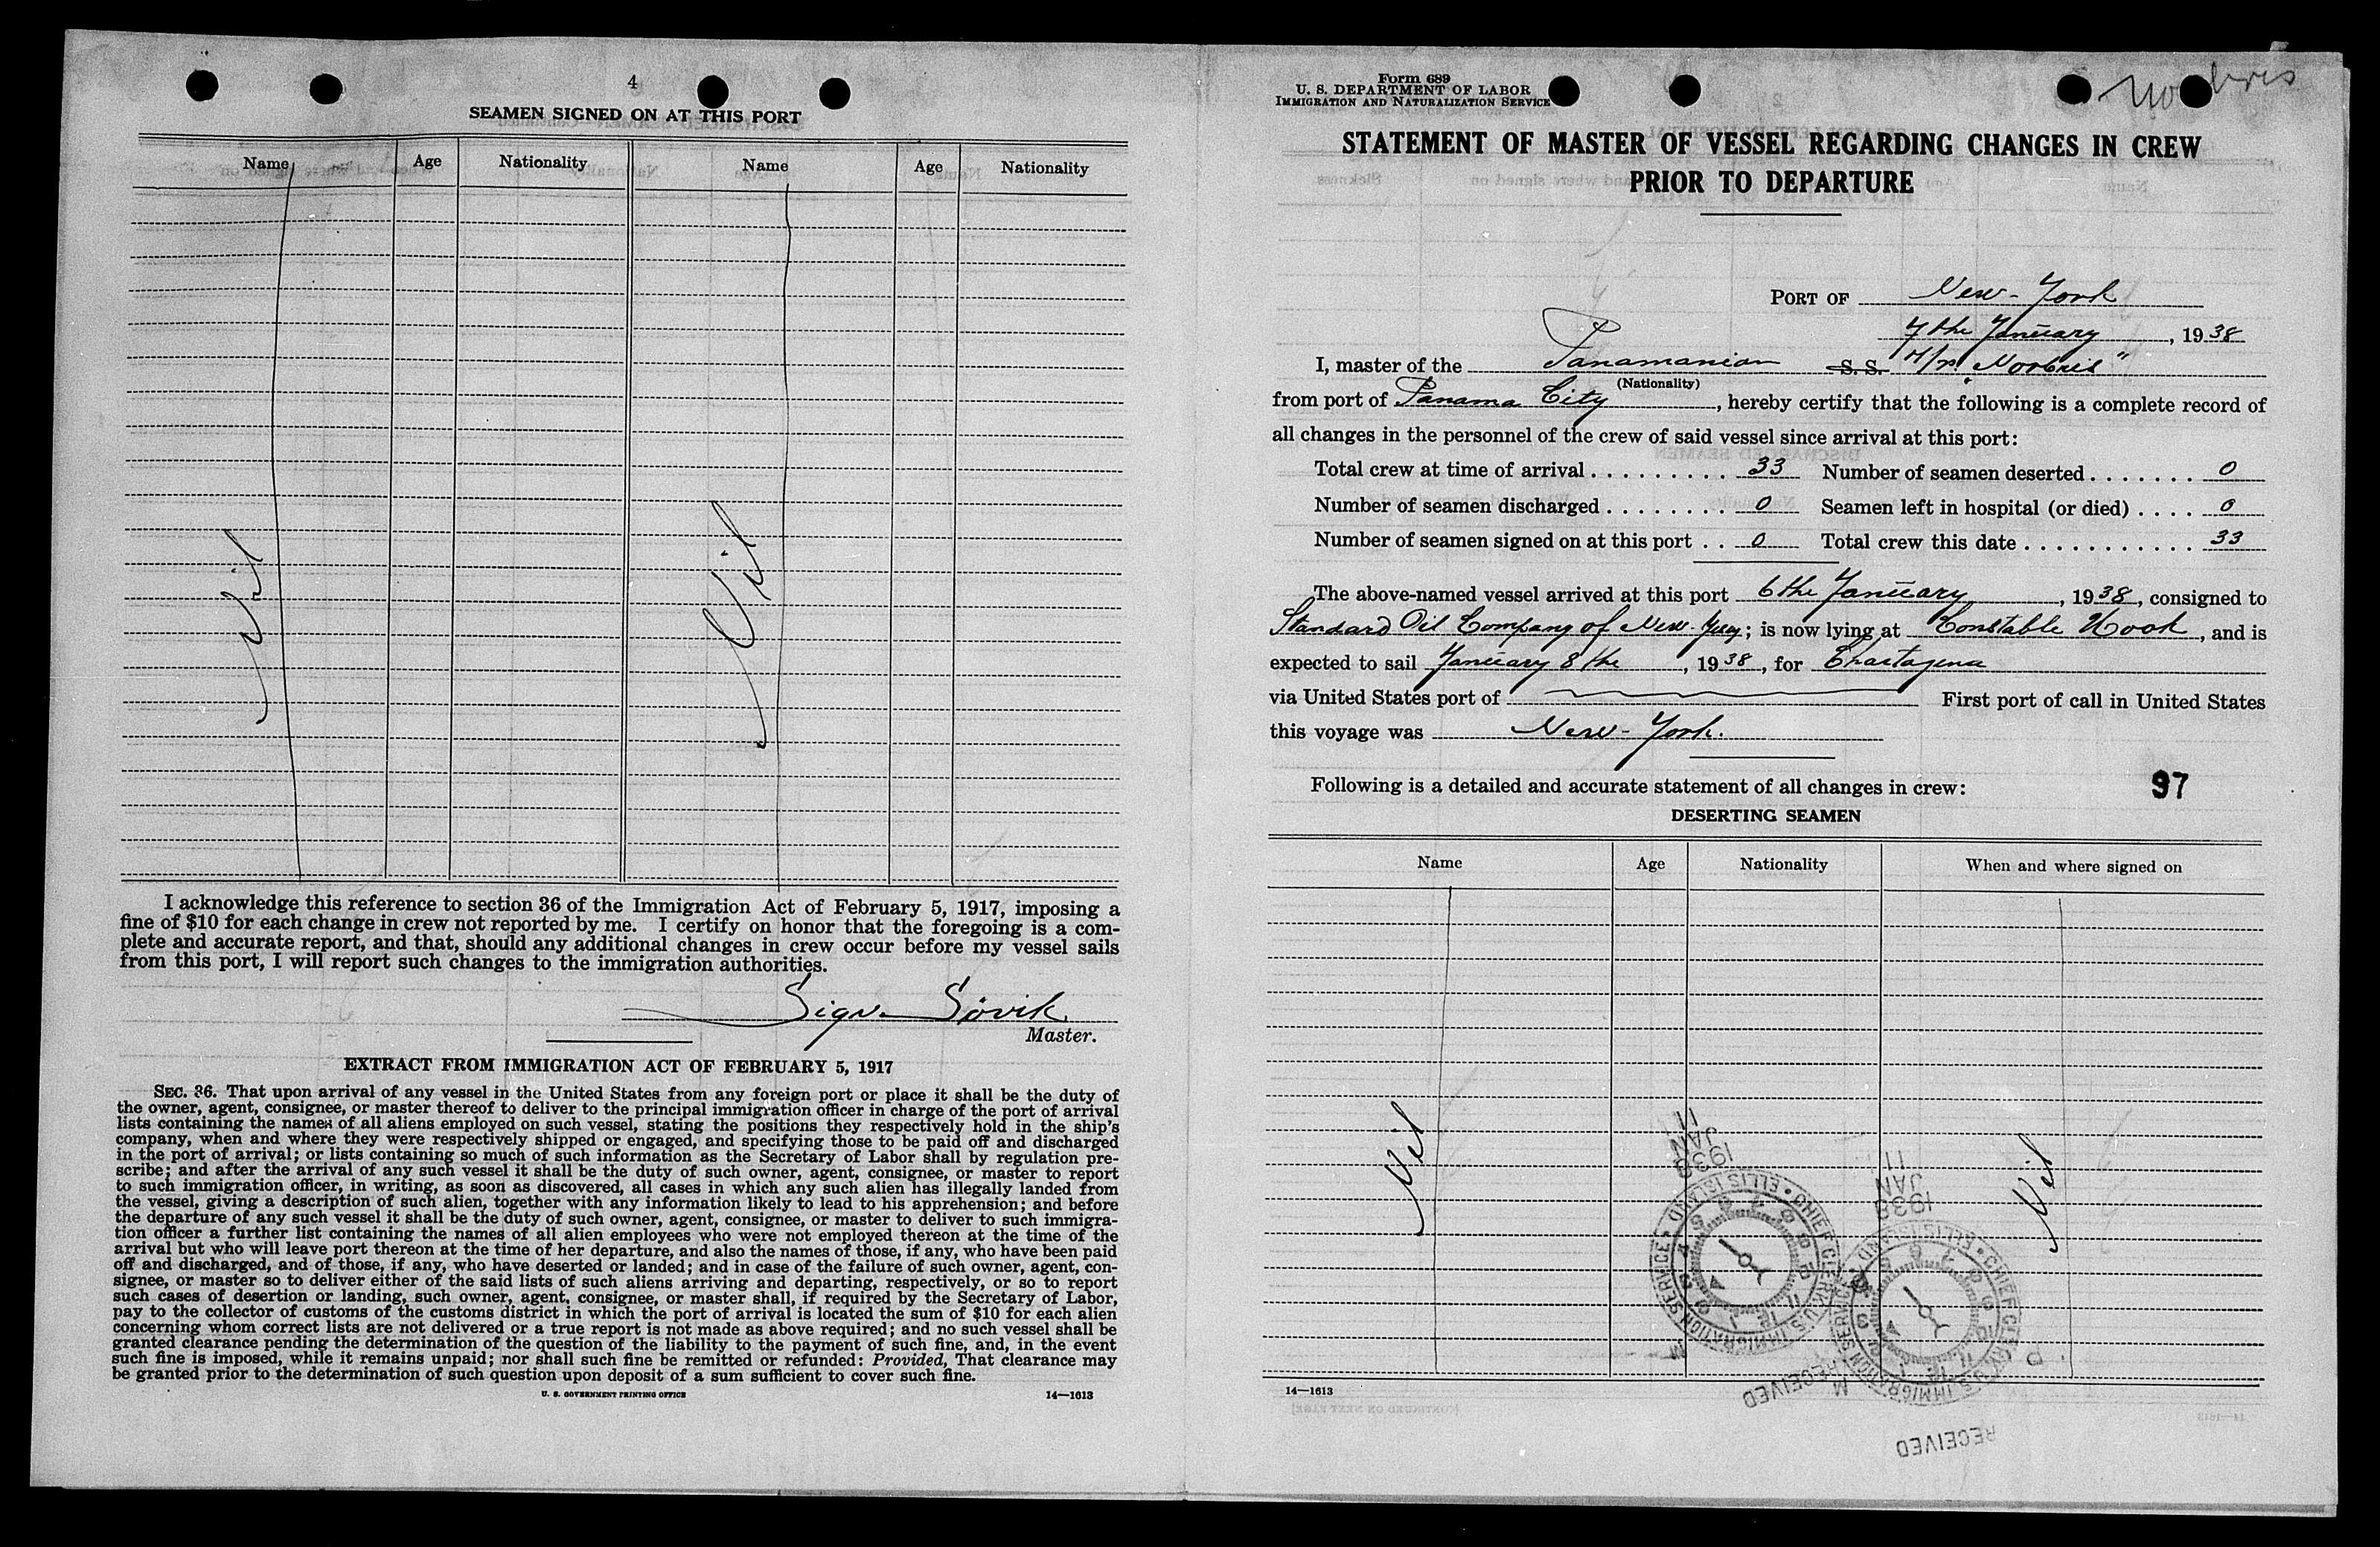 4
SEAMEN SIGNED ON AT THIS PORT
Name Age Nationality Name Age Nationality
Nil Nil
I acknowledge this reference to section 36 of the Immigration Act of February 5, 1917, imposing a
fine of $10 for each change in crew not reported by me. I certify on honor that the foregoing is a com-
plete and accurate report, and that, should any additional changes in crew occur before my vessel sails
from this port, I will report such changes to the immigration authorities.
Sigv. Sövik
Master.
EXTRACT FROM IMMIGRATION ACT OF FEBRUARY 5, 1917
SEC. 36. That upon arrival of any vessel in the United States from any foreign port or place it shall be the duty of
the owner, agent, consignee, or master thereof to deliver to the principal immigration officer in charge of the port of arrival
lists containing the names of all aliens employed on such vessel, stating the positions they respectively hold in the ship's
company, when and where they were respectively shipped or engaged, and specifying those to be paid off and discharged
in the port of arrival; or lists containing so much of such information as the Secretary of Labor shall by regulation pre-
scribe; and after the arrival of any such vessel it shall be the duty of such owner, agent, consignee, or master to report
to such immigration officer, in writing, as soon as discovered, all cases in which any such alien has illegally landed from
the vessel, giving a description of such alien, together with any information likely to lead to his apprehension; and before
the departure of any such vessel it shall be the duty of such owner, agent, consignee, or master to deliver to such immigra-
tion officer a further list containing the names of all alien employees who were not employed thereon at the time of the
arrival but who will leave port thereon at the time of her departure, and also the names of those, if any, who have been paid
off and discharged, and of those, if any, who have deserted or landed; and in case of the failure of such owner, agent, con-
signee, or master so to deliver either of the said lists of such aliens arriving and departing, respectively, or so to report
such cases of desertion or landing, such owner, agent, consignee, or master shall, if required by the Secretary of Labor,
pay to the collector of customs of the customs district in which the port of arrival is located the sum of $10 for each alien
concerning whom correct lists are not delivered or a true report is not made as above required; and no such vessel shall be
granted clearance pending the determination of the question of the liability to the payment of such fine, and, in the event
such fine is imposed, while it remains unpaid; nor shall such fine be remitted or refunded: Provided, That clearance may
be granted prior to the determination of such question upon deposit of a sum sufficient to cover such fine.
U. S. GOVERNMENT PRINTING OFFICE 14—1613
Form 689
U. S. DEPARTMENT OF LABOR
IMMIGRATION AND NATURALIZATION SERVICE
STATEMENT OF MASTER OF VESSEL REGARDING CHANGES IN CREW
PRIOR TO DEPARTURE
PORT OF New-York
7the January, 1938
I, master of the Panamanian S. S. M/S "Norbris"
(Nationality)
from port of Panama City, hereby certify that the following is a complete record of
all changes in the personnel of the crew of said vessel since arrival at this port:
Total crew at time of arrival 33 Number of seamen deserted 0
Number of seamen discharged 0 Seamen left in hospital (or died) 0
Number of seamen signed on at this port 0 Total crew this date 33
The above-named vessel arrived at this port 6the January, 1938, consigned to
Standard Oil Company of New-Jersey; is now lying at Constable Hook, and is
expected to sail January 8the, 1938, for Chartagena
via United States port of First port of call in United States
this voyage was New-York.
Following is a detailed and accurate statement of all changes in crew: 97
DESERTING SEAMEN
Name Age Nationality When and where signed on
Nil Nil
11 JAN 1938
11 JAN 1938
CHIEF CLERK U.S. IMMIGRATION SERVICE • ELLIS ISLAND
CHIEF CLERK U.S. IMMIGRATION SERVICE • ELLIS ISLAND
RECEIVED
RECEIVED
14—1613